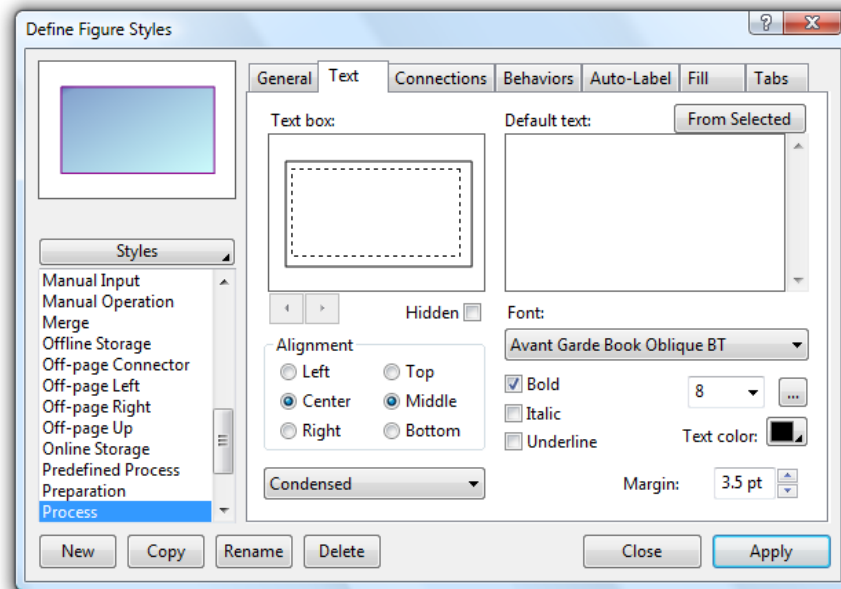 Define Figure Styles
?
General Text Connections Behaviors Auto-Label Fill Tabs
Text box:
Default text: From Selected
Styles
Manual Input
Manual Operation
Merge
Offline Storage
Off-page Connector
Off-page Left
Off-page Right
Off-page Up
Online Storage
Predefined Process
Preparation
Process
Hidden
Font:
Avant Garde Book Oblique BT
Alignment
Left Top
Center Middle
Right Bottom
Condensed
Bold
Italic
Underline
8 ...
Text color:
Margin: 3.5 pt
New Copy Rename Delete Close Apply